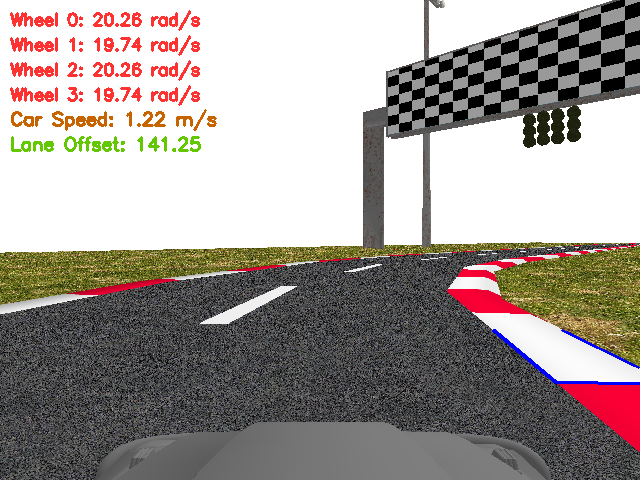 Wheel 0: 20.26 rad/s
Wheel 1: 19.74 rad/s
Wheel 2: 20.26 rad/s
Wheel 3: 19.74 rad/s
Car Speed: 1.22 m/s
Lane Offset: 141.25